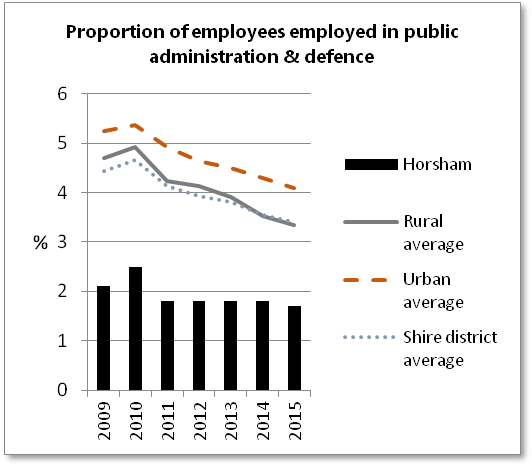 Proportion of employees employed in public
administration & defence
6
5
4
3
2
1
0
%
2009
2010
2011
2012
2013
2014
2015
Horsham
Rural
average
Urban
average
Shire district
average